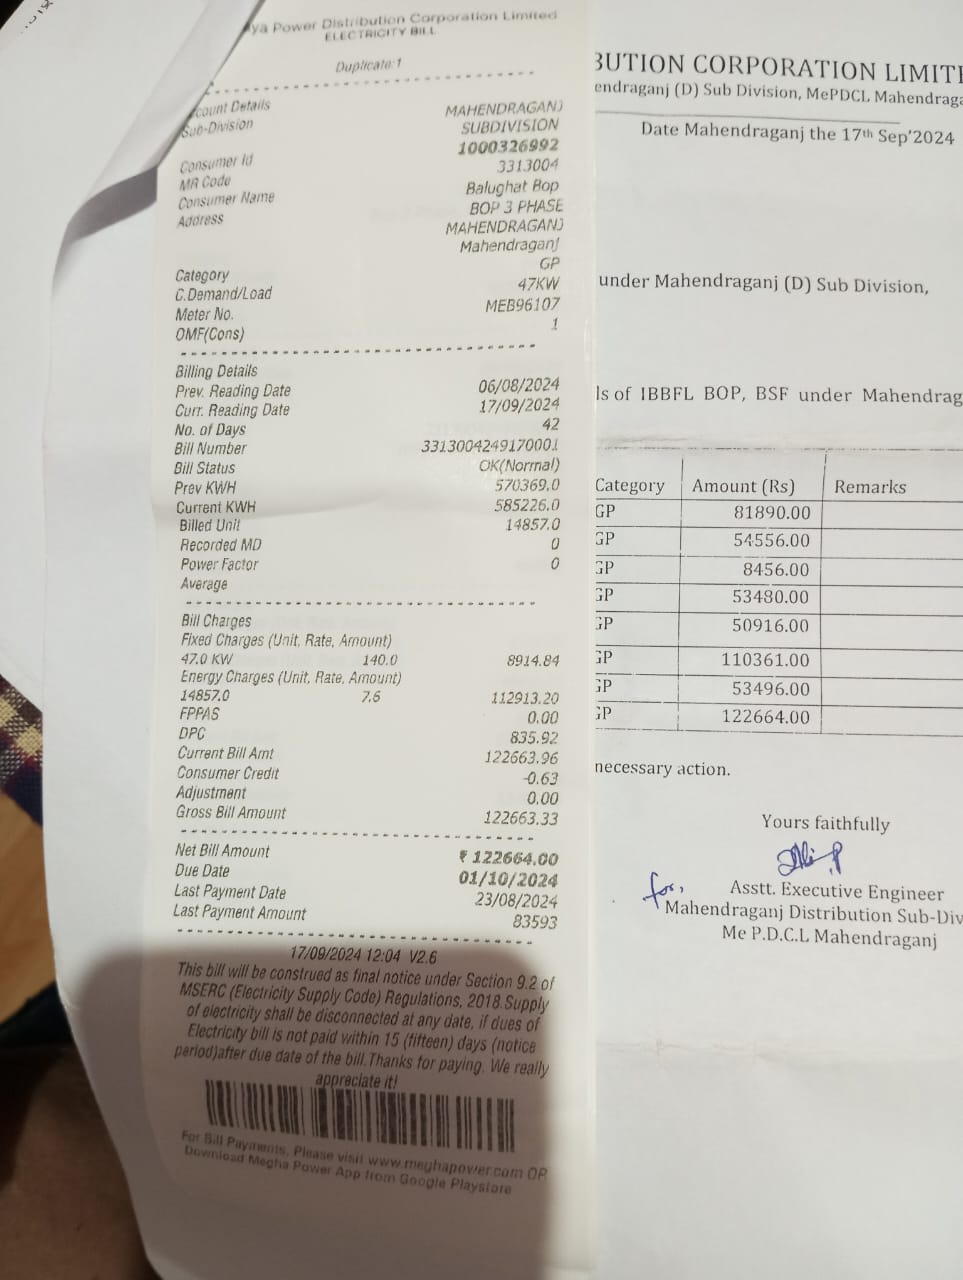 ya Power Distribution Corporation Limited
ELECTRICITY BILL
Duplicate:1
count Details
Sub-Division MAHENDRAGANJ
SUBDIVISION
Consumer Id 1000326992
MR Code 3313004
Consumer Name Balughat Bop
Address BOP 3 PHASE
MAHENDRAGANJ
Mahendraganj
Category GP
C.Demand/Load 47KW
Meter No. MEB96107
OMF(Cons) 1
Billing Details
Prev. Reading Date 06/08/2024
Curr. Reading Date 17/09/2024
No. of Days 42
Bill Number 3313004249170001
Bill Status OK(Normal)
Prev KWH 570369.0
Current KWH 585226.0
Billed Unit 14857.0
Recorded MD 0
Power Factor 0
Average
Bill Charges
Fixed Charges (Unit, Rate, Amount)
47.0 KW 140.0 8914.84
Energy Charges (Unit, Rate, Amount)
14857.0 7.6 112913.20
FPPAS 0.00
DPC 835.92
Current Bill Amt 122663.96
Consumer Credit -0.63
Adjustment 0.00
Gross Bill Amount 122663.33
Net Bill Amount ₹ 122664.00
Due Date 01/10/2024
Last Payment Date 23/08/2024
Last Payment Amount 83593
17/09/2024 12:04 V2.6
This bill will be construed as final notice under Section 9.2 of
MSERC (Electricity Supply Code) Regulations, 2018.Supply
of electricity shall be disconnected at any date, if dues of
Electricity bill is not paid within 15 (fifteen) days (notice
period)after due date of the bill.Thanks for paying. We really
appreciate it!
For Bill Payments, Please visit www.meghapower.com OR
Download Megha Power App from Google Playstore
BUTION CORPORATION LIMITE
endraganj (D) Sub Division, MePDCL Mahendraga
Date Mahendraganj the 17th Sep'2024
under Mahendraganj (D) Sub Division,
ls of IBBFL BOP, BSF under Mahendrag
Category Amount (Rs) Remarks
GP 81890.00
GP 54556.00
GP 8456.00
GP 53480.00
GP 50916.00
GP 110361.00
GP 53496.00
GP 122664.00
necessary action.
Yours faithfully
for,
Asstt. Executive Engineer
Mahendraganj Distribution Sub-Div
Me P.D.C.L Mahendraganj